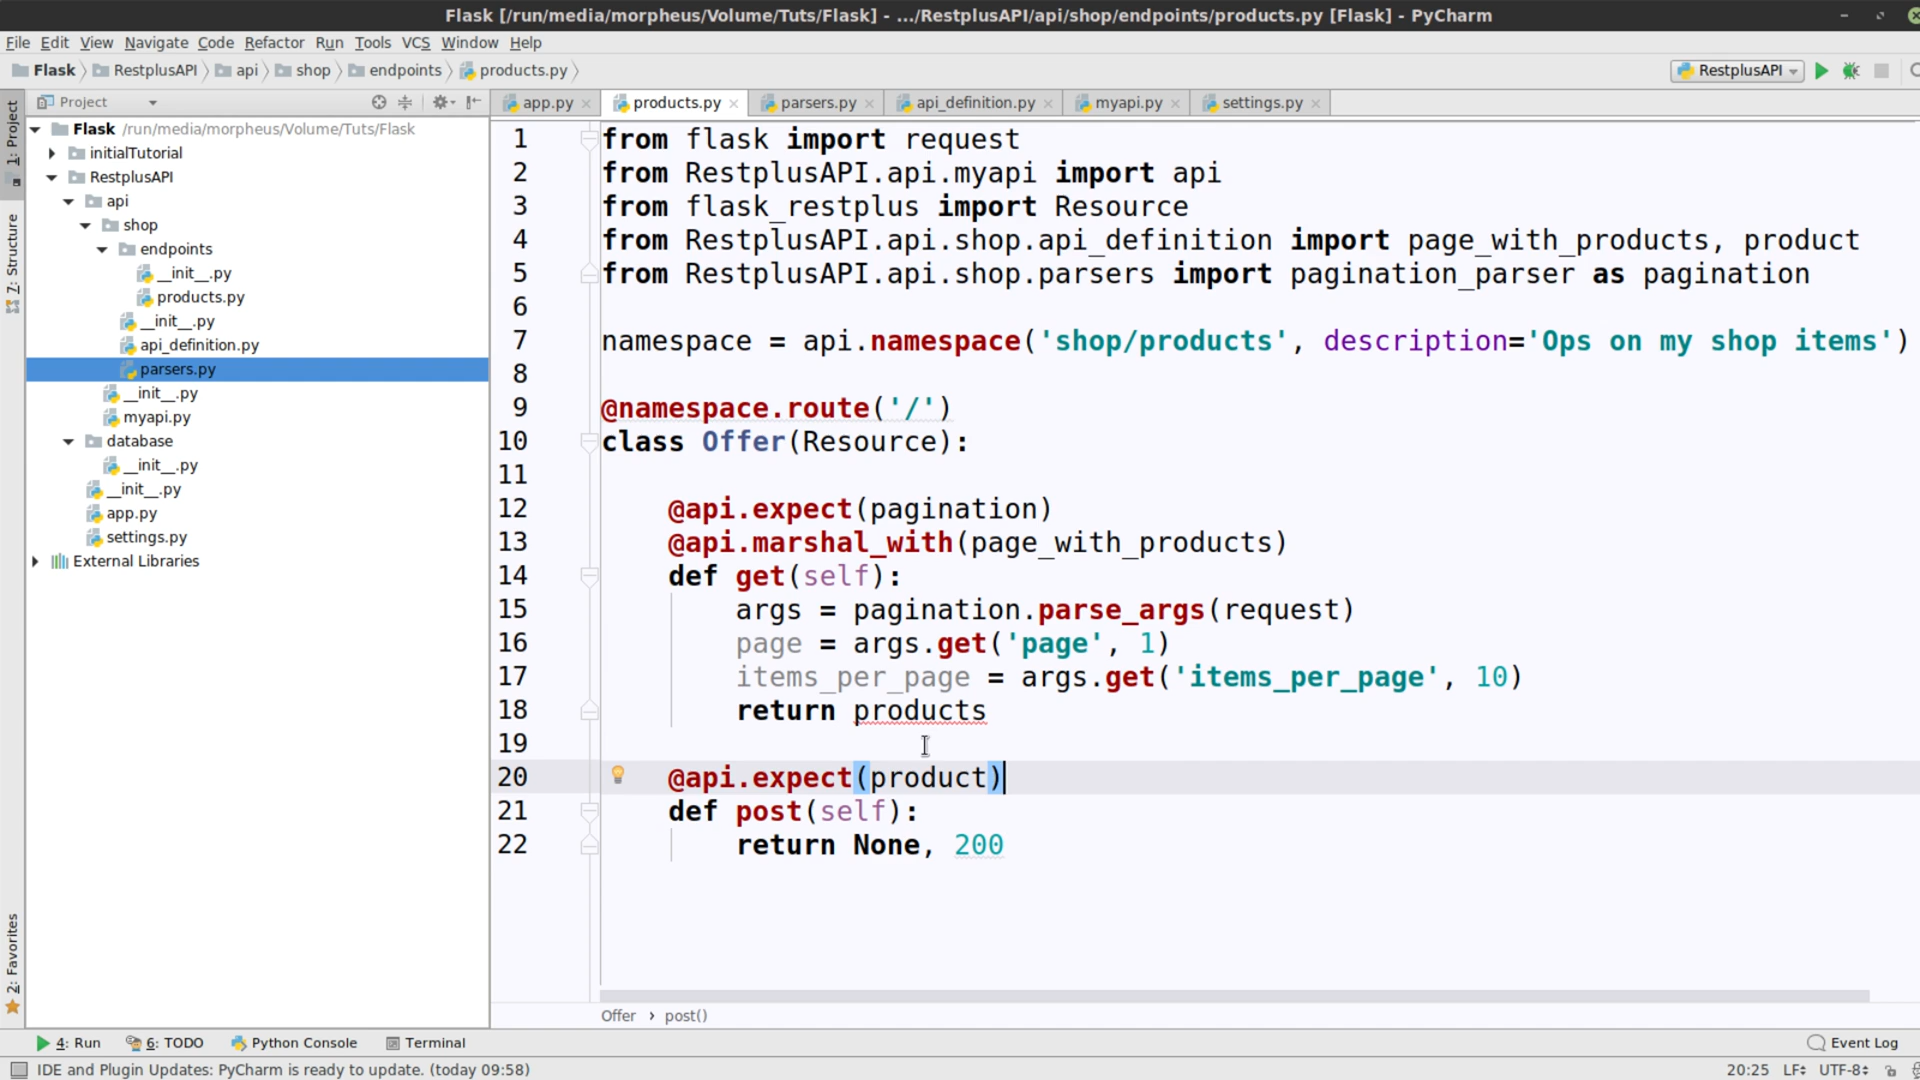 Flask [/run/media/morpheus/Volume/Tuts/Flask] - .../RestplusAPI/api/shop/endpoints/products.py [Flask] - PyCharm
File Edit View Navigate Code Refactor Run Tools VCS Window Help
Flask RestplusAPI api shop endpoints products.py RestplusAPI
Project
app.py products.py parsers.py api_definition.py myapi.py settings.py
1: Project
7: Structure
2: Favorites
Flask /run/media/morpheus/Volume/Tuts/Flask
initialTutorial
RestplusAPI
api
shop
endpoints
__init__.py
products.py
__init__.py
api_definition.py
parsers.py
__init__.py
myapi.py
database
__init__.py
__init__.py
app.py
settings.py
External Libraries
1 from flask import request
2 from RestplusAPI.api.myapi import api
3 from flask_restplus import Resource
4 from RestplusAPI.api.shop.api_definition import page_with_products, product
5 from RestplusAPI.api.shop.parsers import pagination_parser as pagination
6
7 namespace = api.namespace('shop/products', description='Ops on my shop items')
8
9 @namespace.route('/')
10 class Offer(Resource):
11
12     @api.expect(pagination)
13     @api.marshal_with(page_with_products)
14     def get(self):
15         args = pagination.parse_args(request)
16         page = args.get('page', 1)
17         items_per_page = args.get('items_per_page', 10)
18         return products
19
20     @api.expect(product)
21     def post(self):
22         return None, 200
Offer › post()
4: Run 6: TODO Python Console Terminal Event Log
IDE and Plugin Updates: PyCharm is ready to update. (today 09:58) 20:25 LF UTF-8